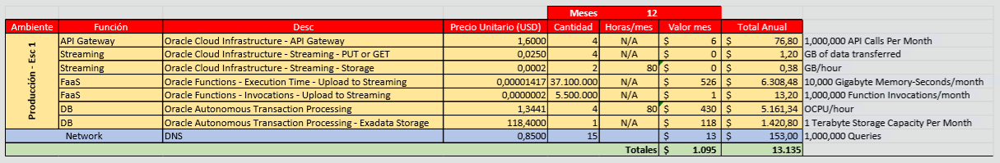 Meses 12
Ambiente Función Desc Precio Unitario (USD) Cantidad Horas/mes Valor mes Total Anual
Producción - Esc 1
API Gateway Oracle Cloud Infrastructure - API Gateway 1,6000 4 N/A $ 6 $ 76,80 1,000,000 API Calls Per Month
Streaming Oracle Cloud Infrastructure - Streaming - PUT or GET 0,0250 4 N/A $ 0 $ 1,20 GB of data transferred
Streaming Oracle Cloud Infrastructure - Streaming - Storage 0,0002 2 80 $ 0 $ 0,38 GB/hour
FaaS Oracle Functions - Execution Time - Upload to Streaming 0,00001417 37.100.000 N/A $ 526 $ 6.308,48 10,000 Gigabyte Memory-Seconds/month
FaaS Oracle Functions - Invocations - Upload to Streaming 0,0000002 5.500.000 N/A $ 1 $ 13,20 1,000,000 Function Invocations/month
DB Oracle Autonomous Transaction Processing 1,3441 4 80 $ 430 $ 5.161,34 OCPU/hour
DB Oracle Autonomous Transaction Processing - Exadata Storage 118,4000 1 N/A $ 118 $ 1.420,80 1 Terabyte Storage Capacity Per Month
Network DNS 0,8500 15 $ 13 $ 153,00 1,000,000 Queries
Totales $ 1.095 13.135